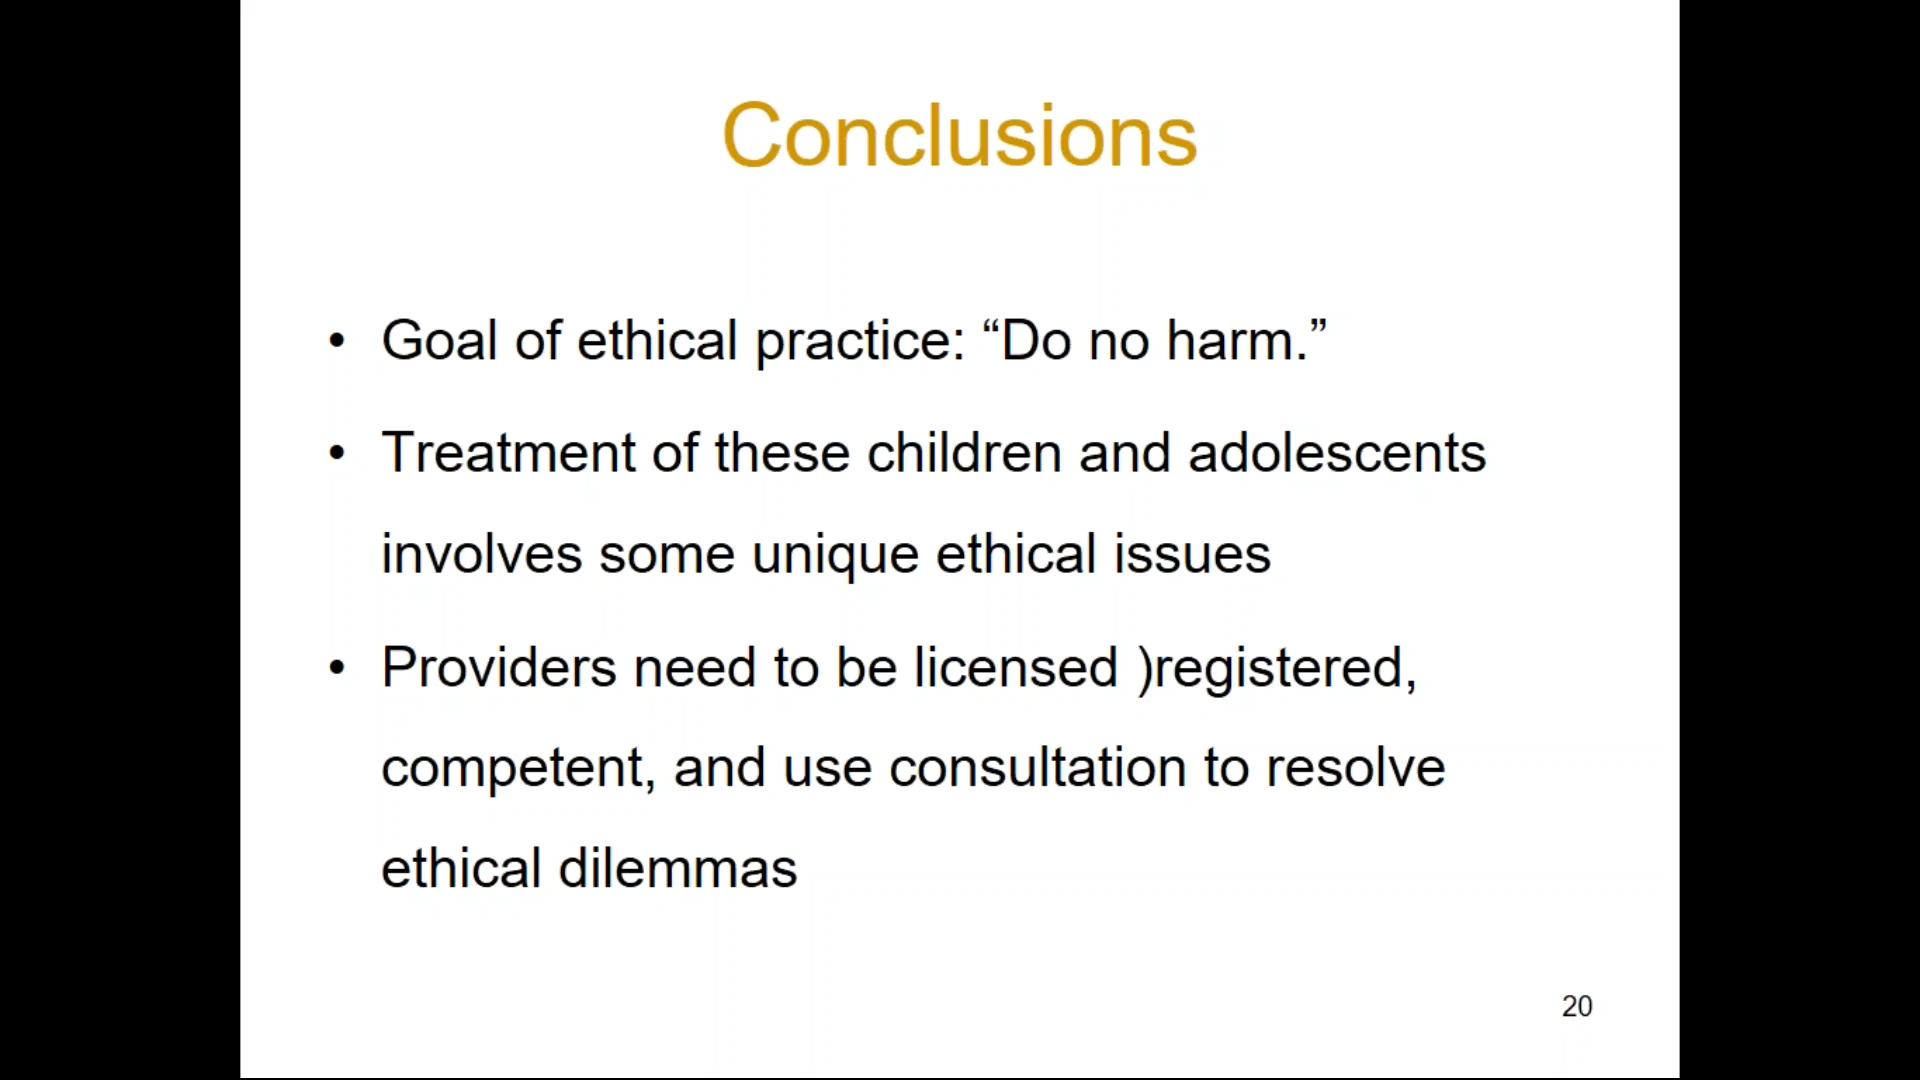 Conclusions
• Goal of ethical practice: “Do no harm.”
• Treatment of these children and adolescents
involves some unique ethical issues
• Providers need to be licensed )registered,
competent, and use consultation to resolve
ethical dilemmas
20